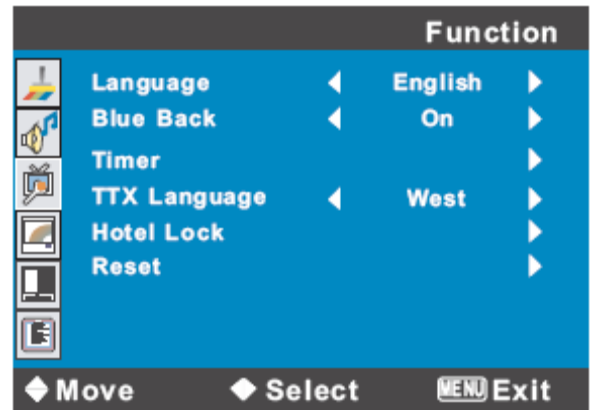 Function
Language English
Blue Back On
Timer
TTX Language West
Hotel Lock
Reset
Move Select MENU Exit